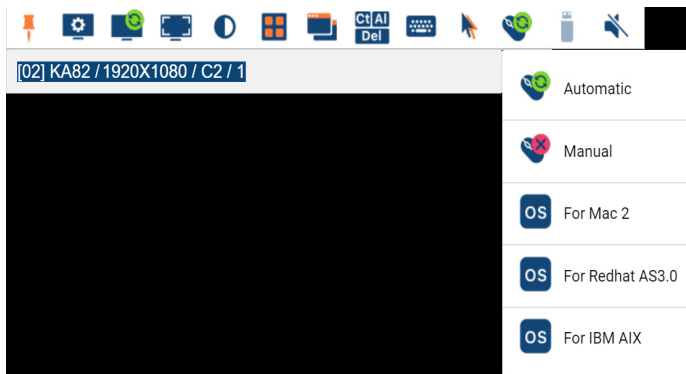 Ct Al
Del
[02] KA82 / 1920X1080 / C2 / 1
Automatic
Manual
OS For Mac 2
OS For Redhat AS3.0
OS For IBM AIX